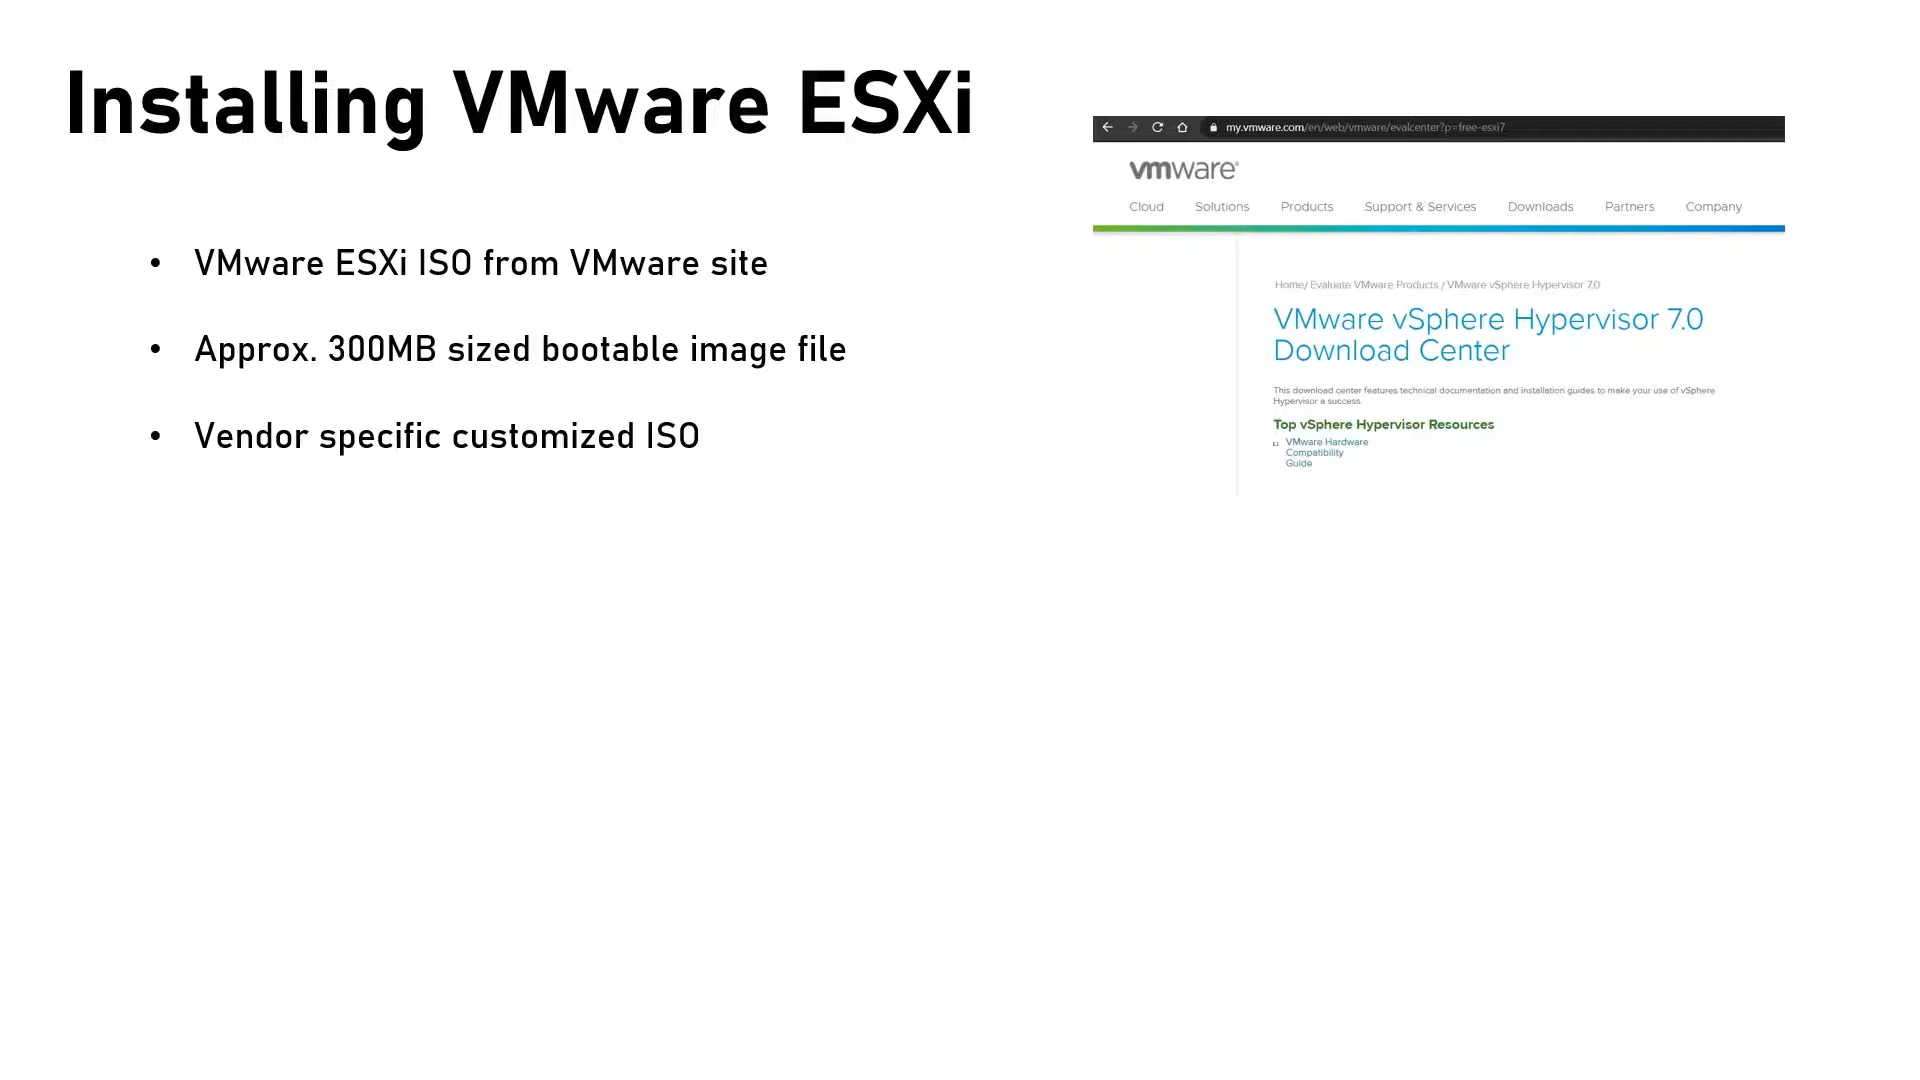 Installing VMware ESXi
• VMware ESXi ISO from VMware site
• Approx. 300MB sized bootable image file
• Vendor specific customized ISO
my.vmware.com/en/web/vmware/evalcenter?p=free-esxi7
vmware®
Cloud Solutions Products Support & Services Downloads Partners Company
Home/ Evaluate VMware Products / VMware vSphere Hypervisor 7.0
VMware vSphere Hypervisor 7.0
Download Center
This download center features technical documentation and installation guides to make your use of vSphere
Hypervisor a success.
Top vSphere Hypervisor Resources
VMware Hardware
Compatibility
Guide